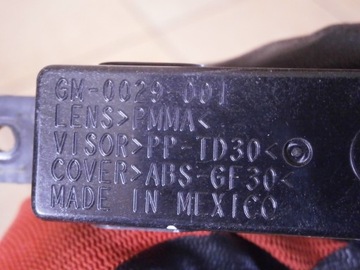 GM-0029-001
LENS>PMMA<
VISOR>PP-TD30<
COVER>ABS-GF30<
MADE IN MEXICO